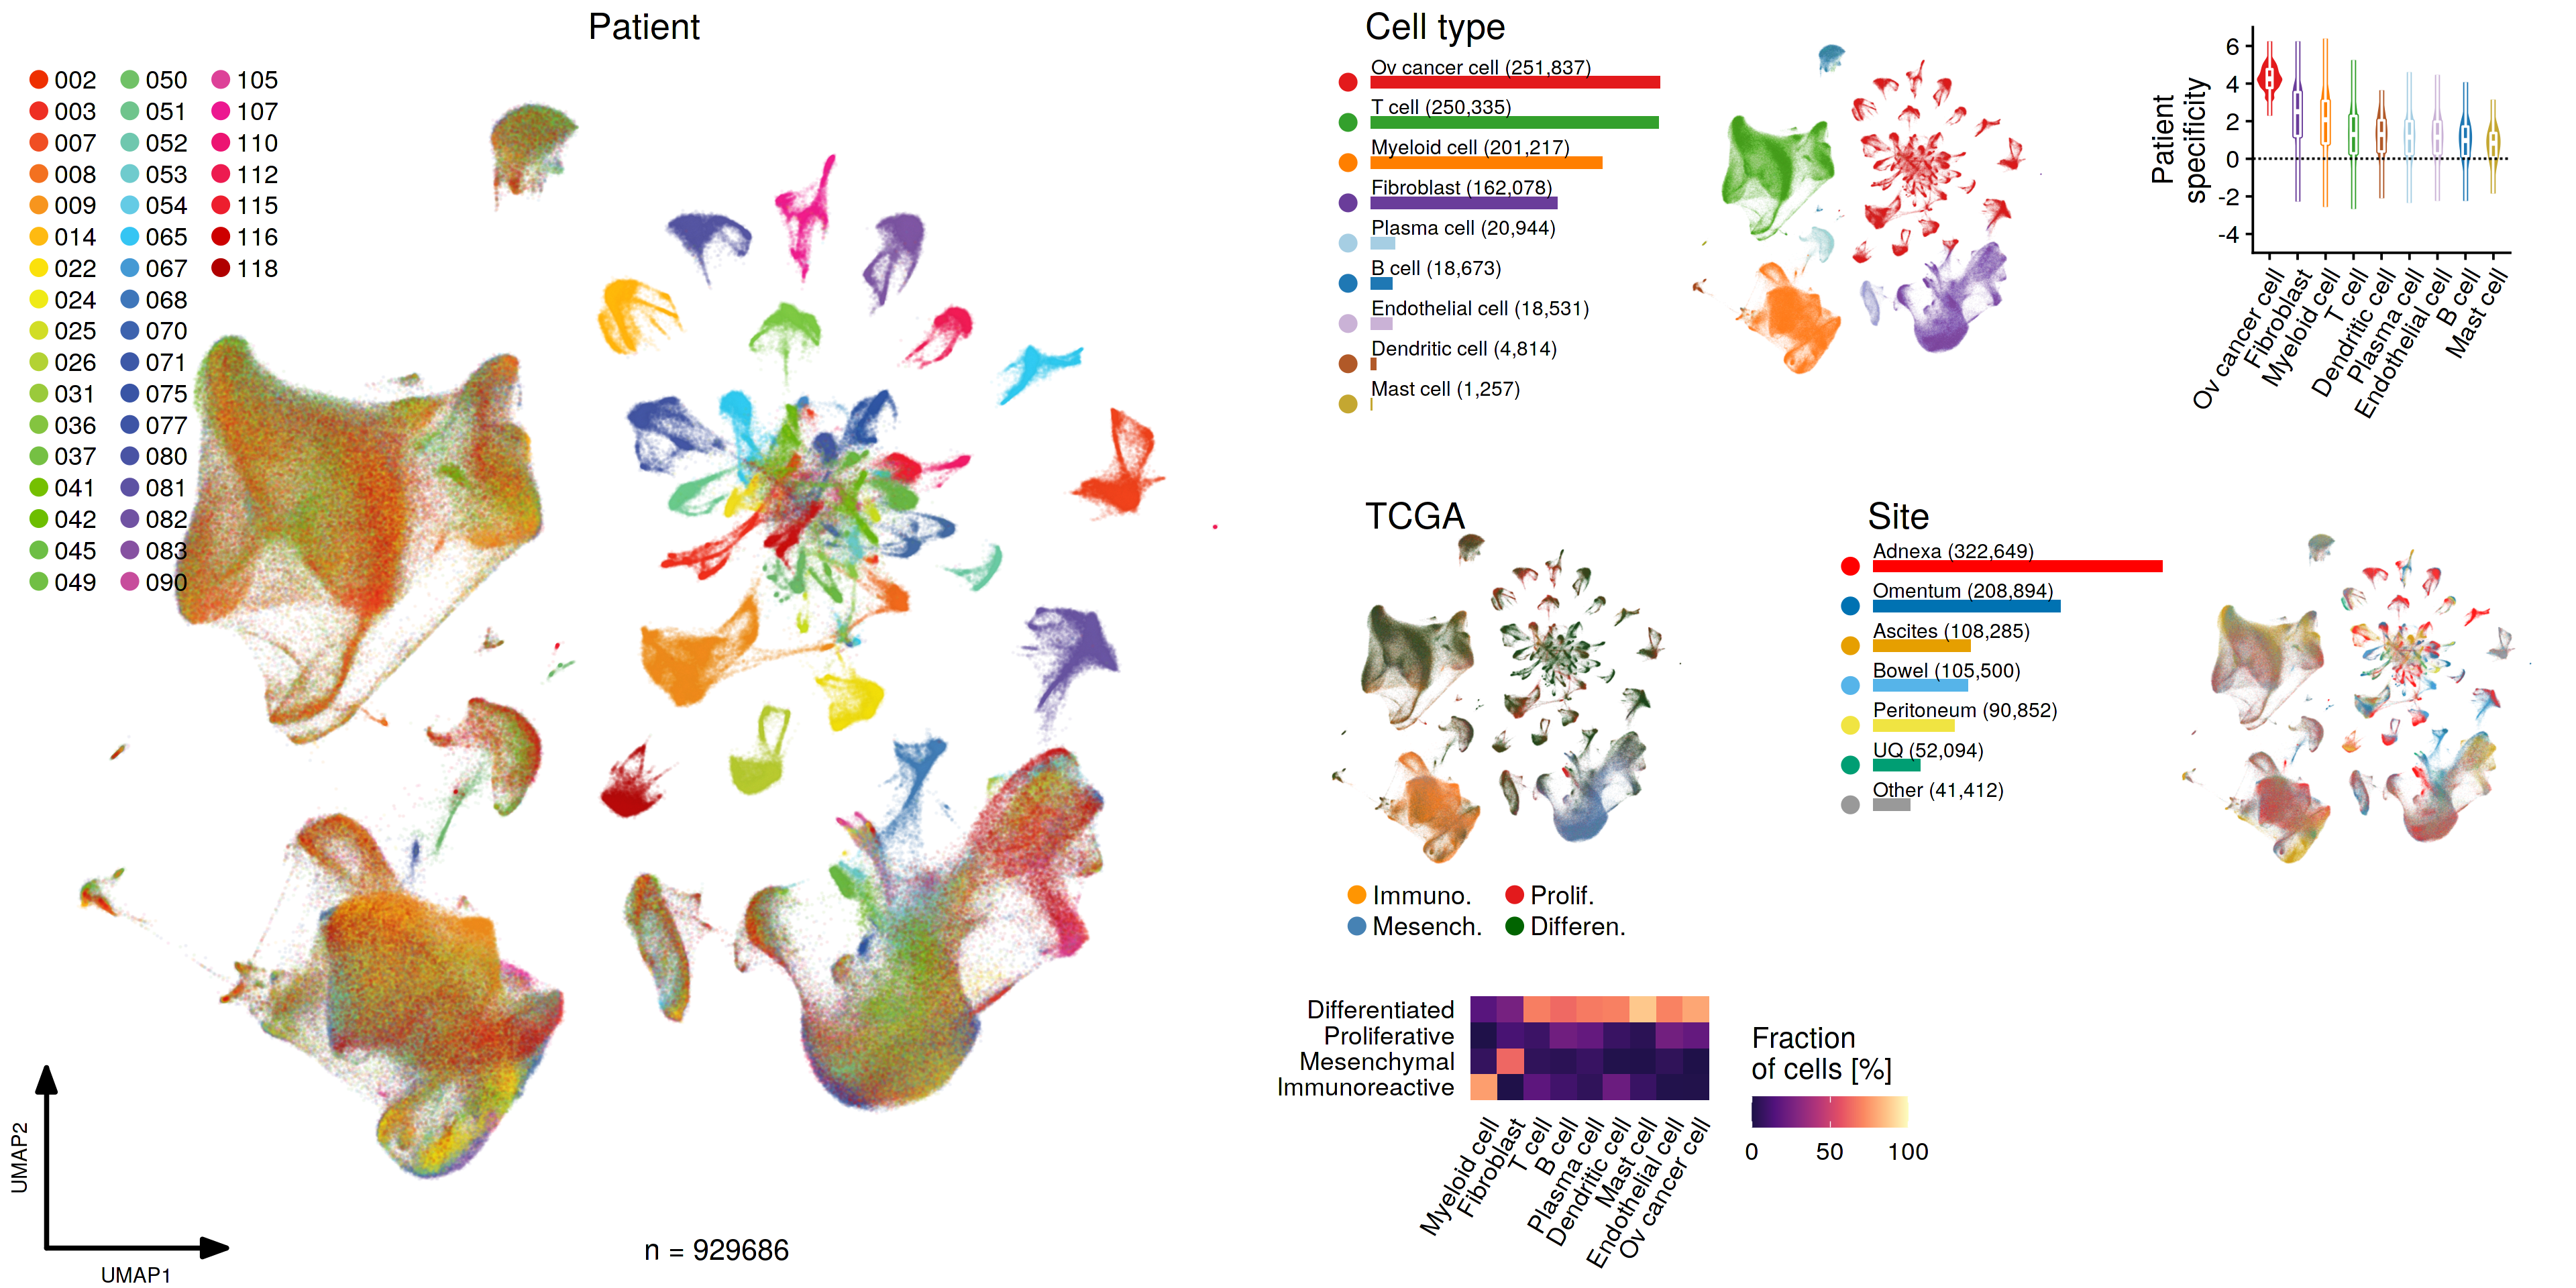 Patient
002
003
007
008
009
014
022
024
025
026
031
036
037
041
042
045
049
050
051
052
053
054
065
067
068
070
071
075
077
080
081
082
083
090
105
107
110
112
115
116
118
UMAP2
UMAP1
n = 929686
Cell type
Ov cancer cell (251,837)
T cell (250,335)
Myeloid cell (201,217)
Fibroblast (162,078)
Plasma cell (20,944)
B cell (18,673)
Endothelial cell (18,531)
Dendritic cell (4,814)
Mast cell (1,257)
Patient
specificity
6
4
2
0
-2
-4
Ov cancer cell
Fibroblast
Myeloid cell
T cell
Dendritic cell
Plasma cell
Endothelial cell
B cell
Mast cell
TCGA
Immuno.
Mesench.
Prolif.
Differen.
Site
Adnexa (322,649)
Omentum (208,894)
Ascites (108,285)
Bowel (105,500)
Peritoneum (90,852)
UQ (52,094)
Other (41,412)
Differentiated
Proliferative
Mesenchymal
Immunoreactive
Myeloid cell
Fibroblast
T cell
B cell
Plasma cell
Dendritic cell
Mast cell
Endothelial cell
Ov cancer cell
Fraction
of cells [%]
0
50
100